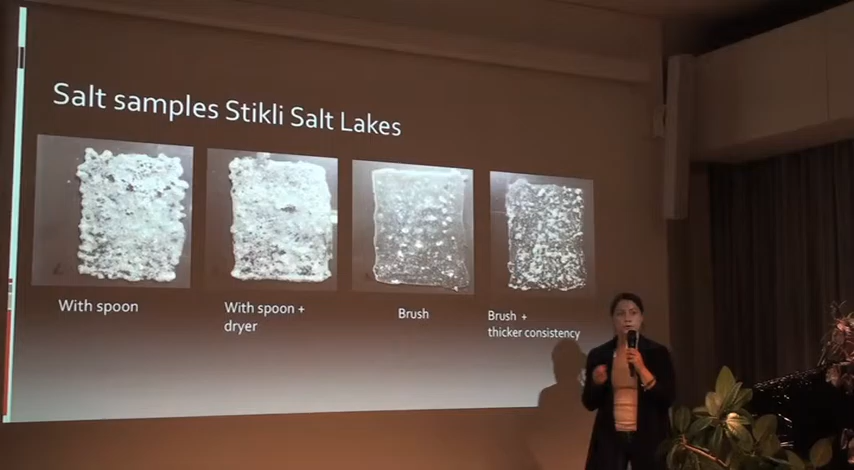 Salt samples Stikli Salt Lakes
With spoon
With spoon +
dryer
Brush
Brush +
thicker consistency